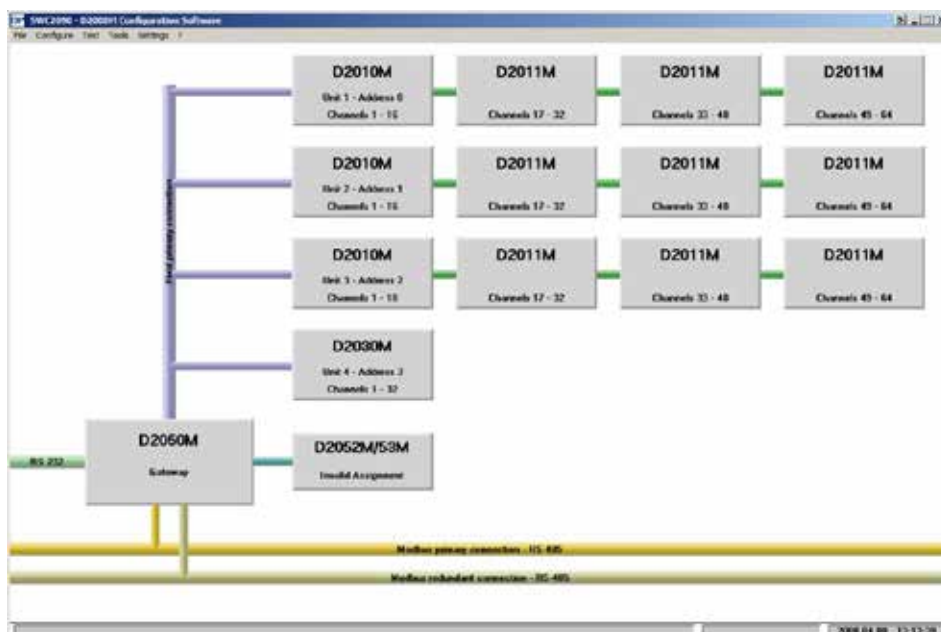 SWC2090 - D2000M Configuration Software
File Configure Test Tools Settings ?
D2010M
Unit 1 - Address 0
Channels 1 - 16
D2011M
Channels 17 - 32
D2011M
Channels 33 - 48
D2011M
Channels 49 - 64
D2010M
Unit 2 - Address 1
Channels 1 - 16
D2011M
Channels 17 - 32
D2011M
Channels 33 - 48
D2011M
Channels 49 - 64
D2010M
Unit 3 - Address 2
Channels 1 - 16
D2011M
Channels 17 - 32
D2011M
Channels 33 - 48
D2011M
Channels 49 - 64
primary connection
D2030M
Unit 4 - Address 3
Channels 1 - 32
D2050M
Gateway
RS 232
D2052M/53M
Invalid Assignment
Modbus primary connection - RS 485
Modbus redundant connection - RS 485